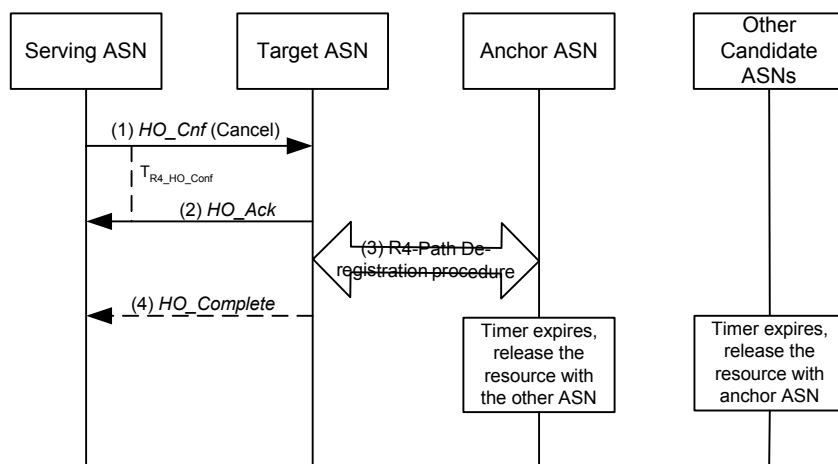 Serving ASN
Target ASN
Anchor ASN
Other
Candidate
ASNs
(1) HO_Cnf (Cancel)
T_R4_HO_Conf
(2) HO_Ack
(3) R4-Path De-
registration procedure
(4) HO_Complete
Timer expires,
release the
resource with
the other ASN
Timer expires,
release the
resource with
anchor ASN